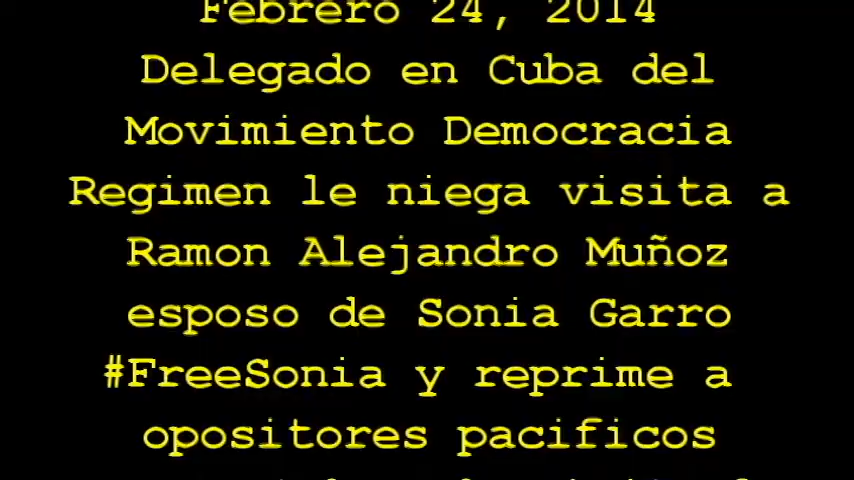 Febrero 24, 2014
Delegado en Cuba del
Movimiento Democracia
Regimen le niega visita a
Ramon Alejandro Muñoz
esposo de Sonia Garro
#FreeSonia y reprime a
opositores pacificos